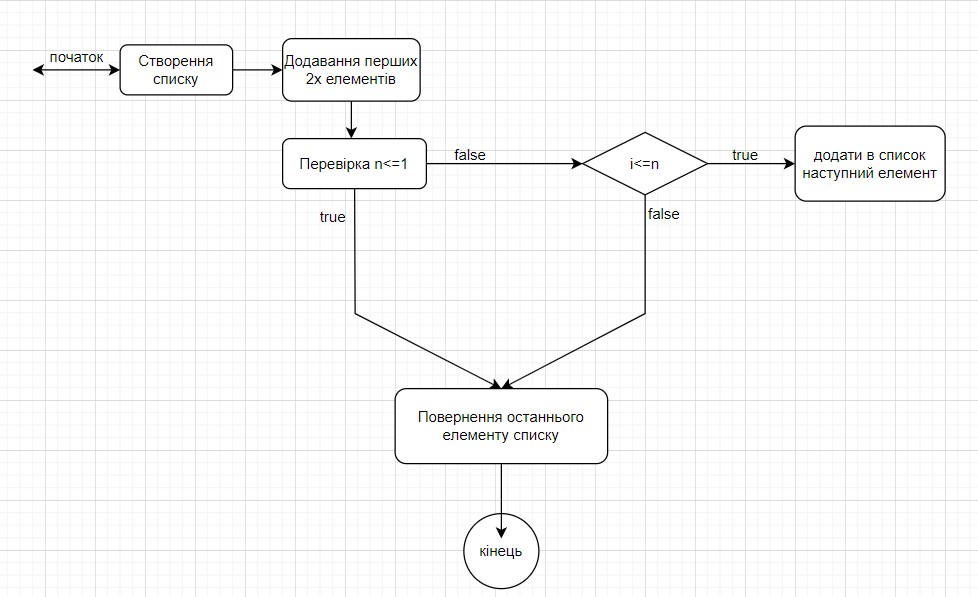 початок
Створення
списку
Додавання перших
2х елементів
Перевірка n<=1
false
i<=n
true
додати в список
наступний елемент
true
false
Повернення останнього
елементу списку
кінець